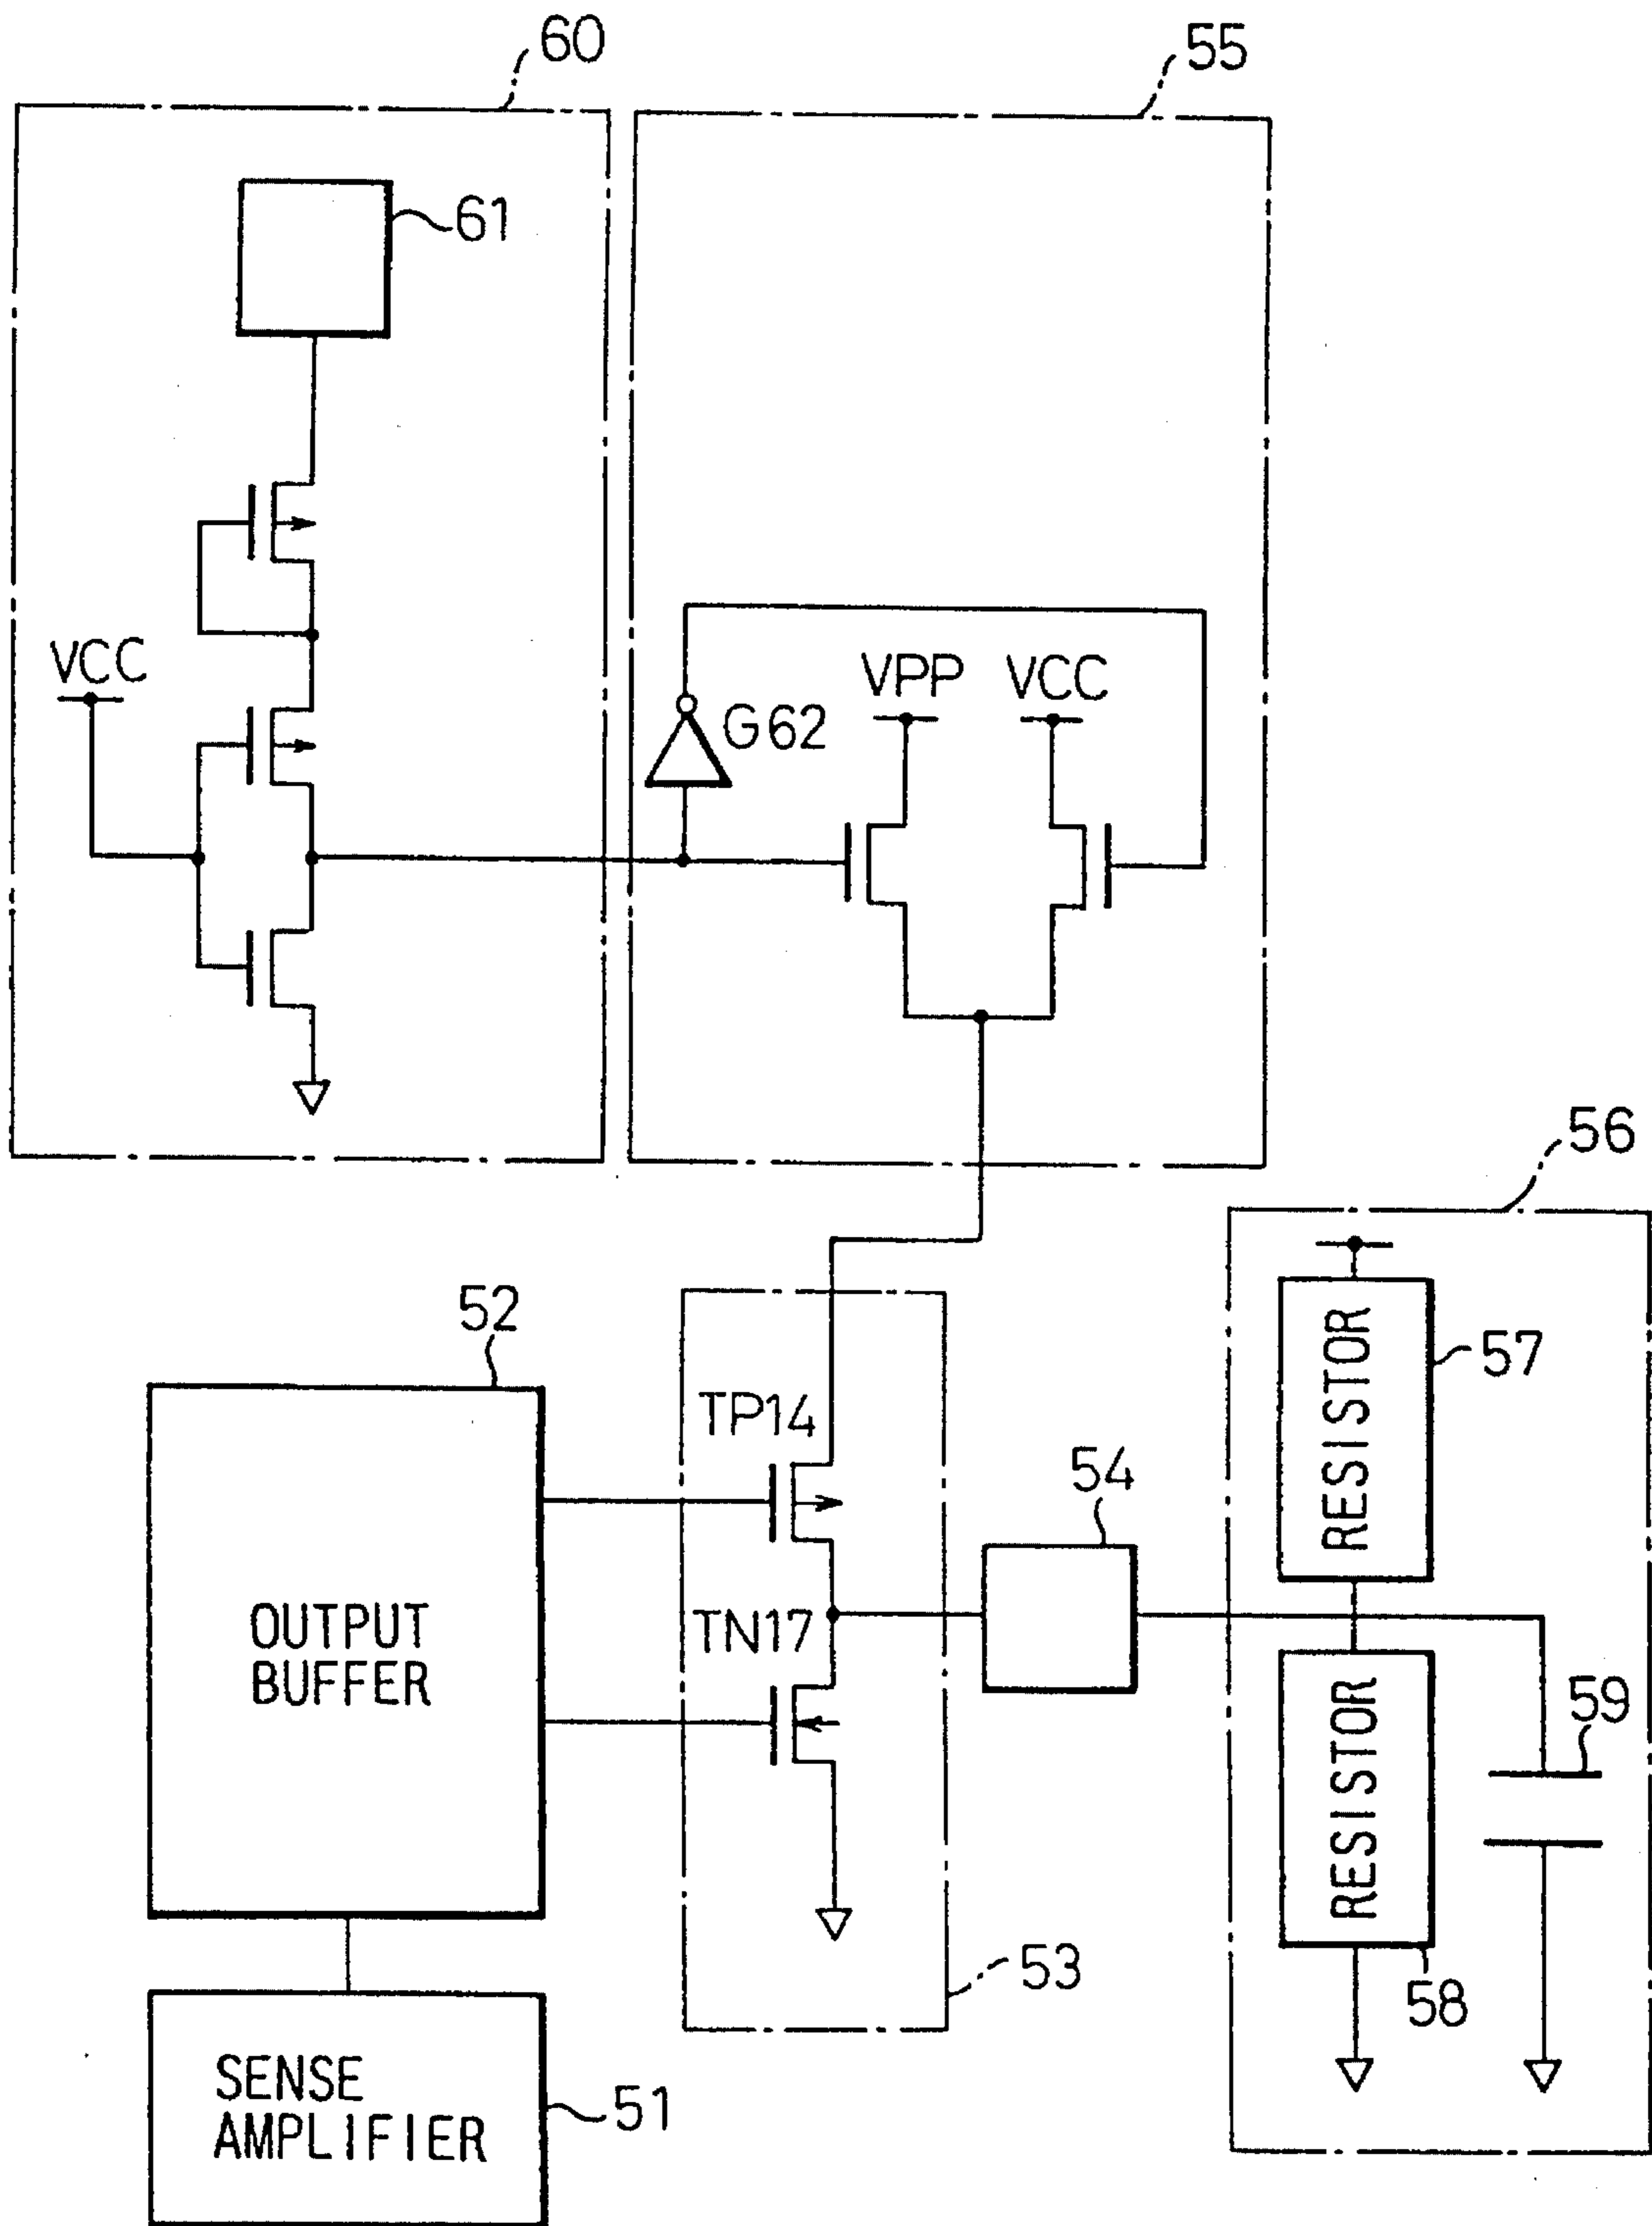 60
55
61
VCC
VPP
VCC
G62
56
52
57
RESISTOR
TP14
54
OUTPUT
BUFFER
TN17
59
RESISTOR
53
58
SENSE
AMPLIFIER
51